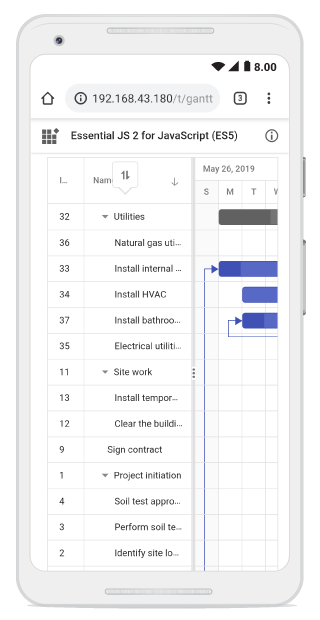 8.00
192.168.43.180/t/gantt
3
Essential JS 2 for JavaScript (ES5)
I...
Nam
May 26, 2019
S M T W
32 Utilities
36 Natural gas uti...
33 Install internal ...
34 Install HVAC
37 Install bathroo...
35 Electrical utiliti...
11 Site work
13 Install tempor...
12 Clear the buildi...
9 Sign contract
1 Project initiation
4 Soil test appro...
3 Perform soil te...
2 Identify site lo...